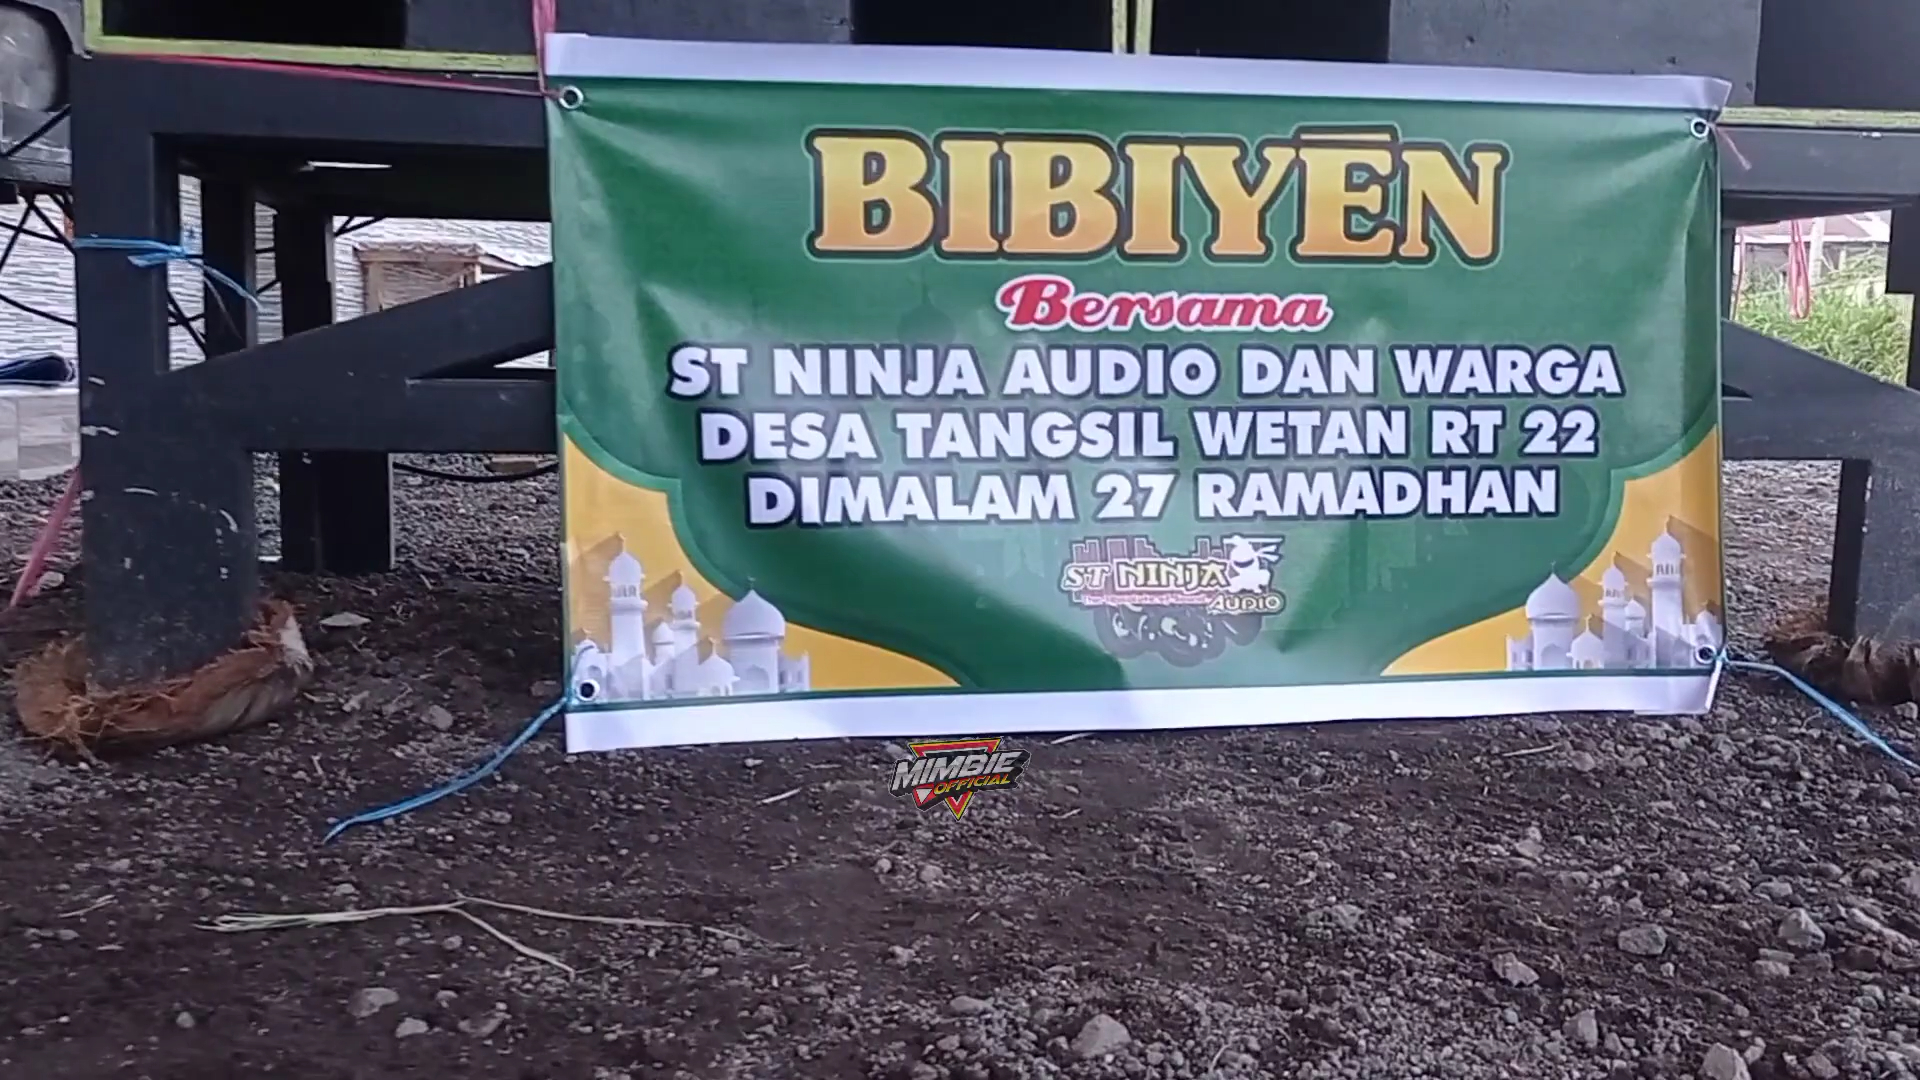 BIBIYĒN
Bersama
ST NINJA AUDIO DAN WARGA
DESA TANGSIL WETAN RT 22
DIMALAM 27 RAMADHAN
ST NINJA
AUDIO
MIMBIE
OFFICIAL